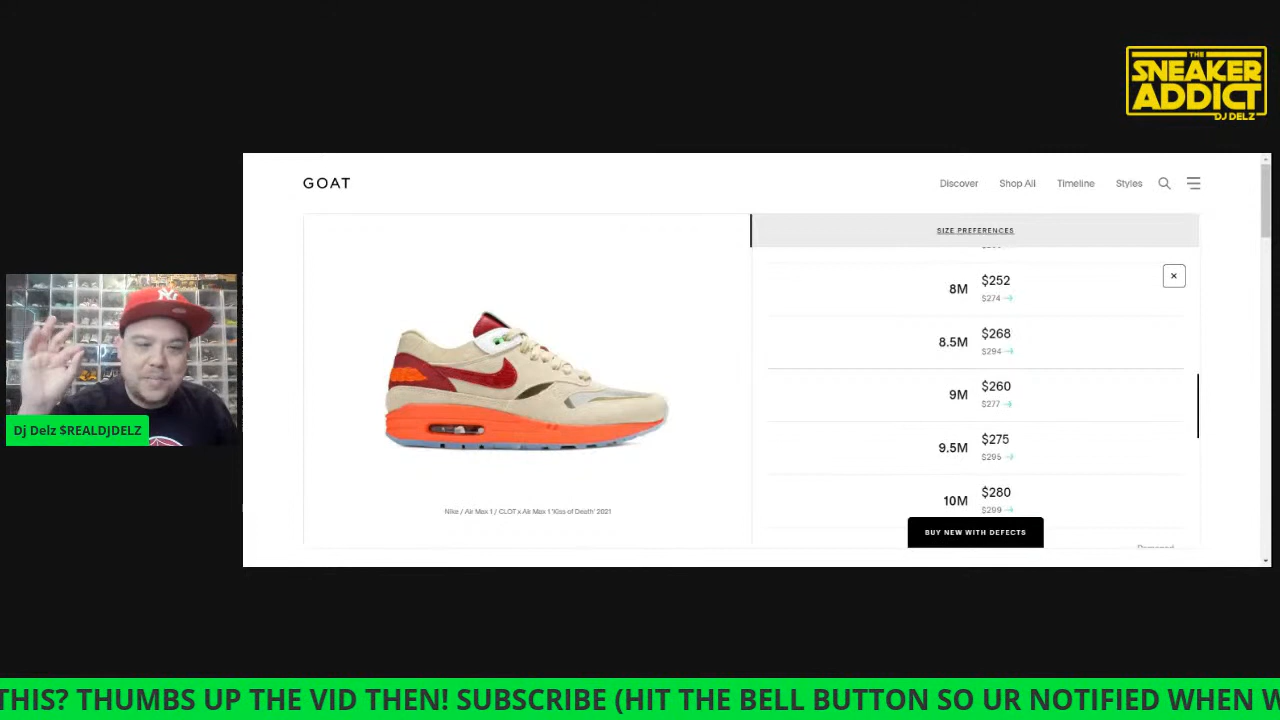 THE
SNEAKER
ADDICT
DJ DELZ
GOAT
Discover Shop All Timeline Styles
SIZE PREFERENCES
8M $252
$274
8.5M $268
$294
9M $260
$277
9.5M $275
$295
10M $280
$299
BUY NEW WITH DEFECTS
Nike / Air Max 1 / CLOT x Air Max 1 'Kiss of Death' 2021
Dj Delz $REALDJDELZ
THIS? THUMBS UP THE VID THEN! SUBSCRIBE (HIT THE BELL BUTTON SO UR NOTIFIED WHEN